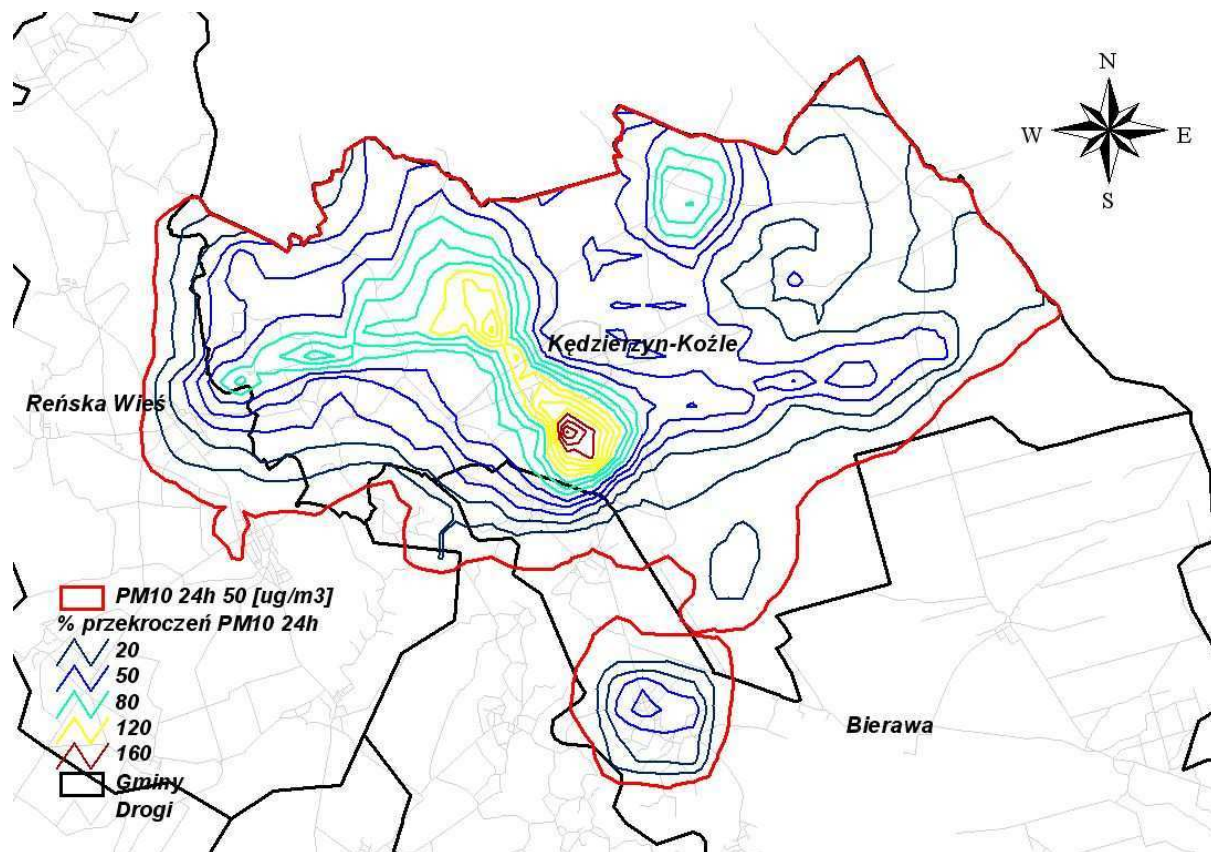 N
W
E
S
Kędzierzyn-Koźle
Reńska Wieś
PM10 24h 50 [ug/m3]
% przekroczeń PM10 24h
20
50
80
120
160
Gminy
Drogi
Bierawa